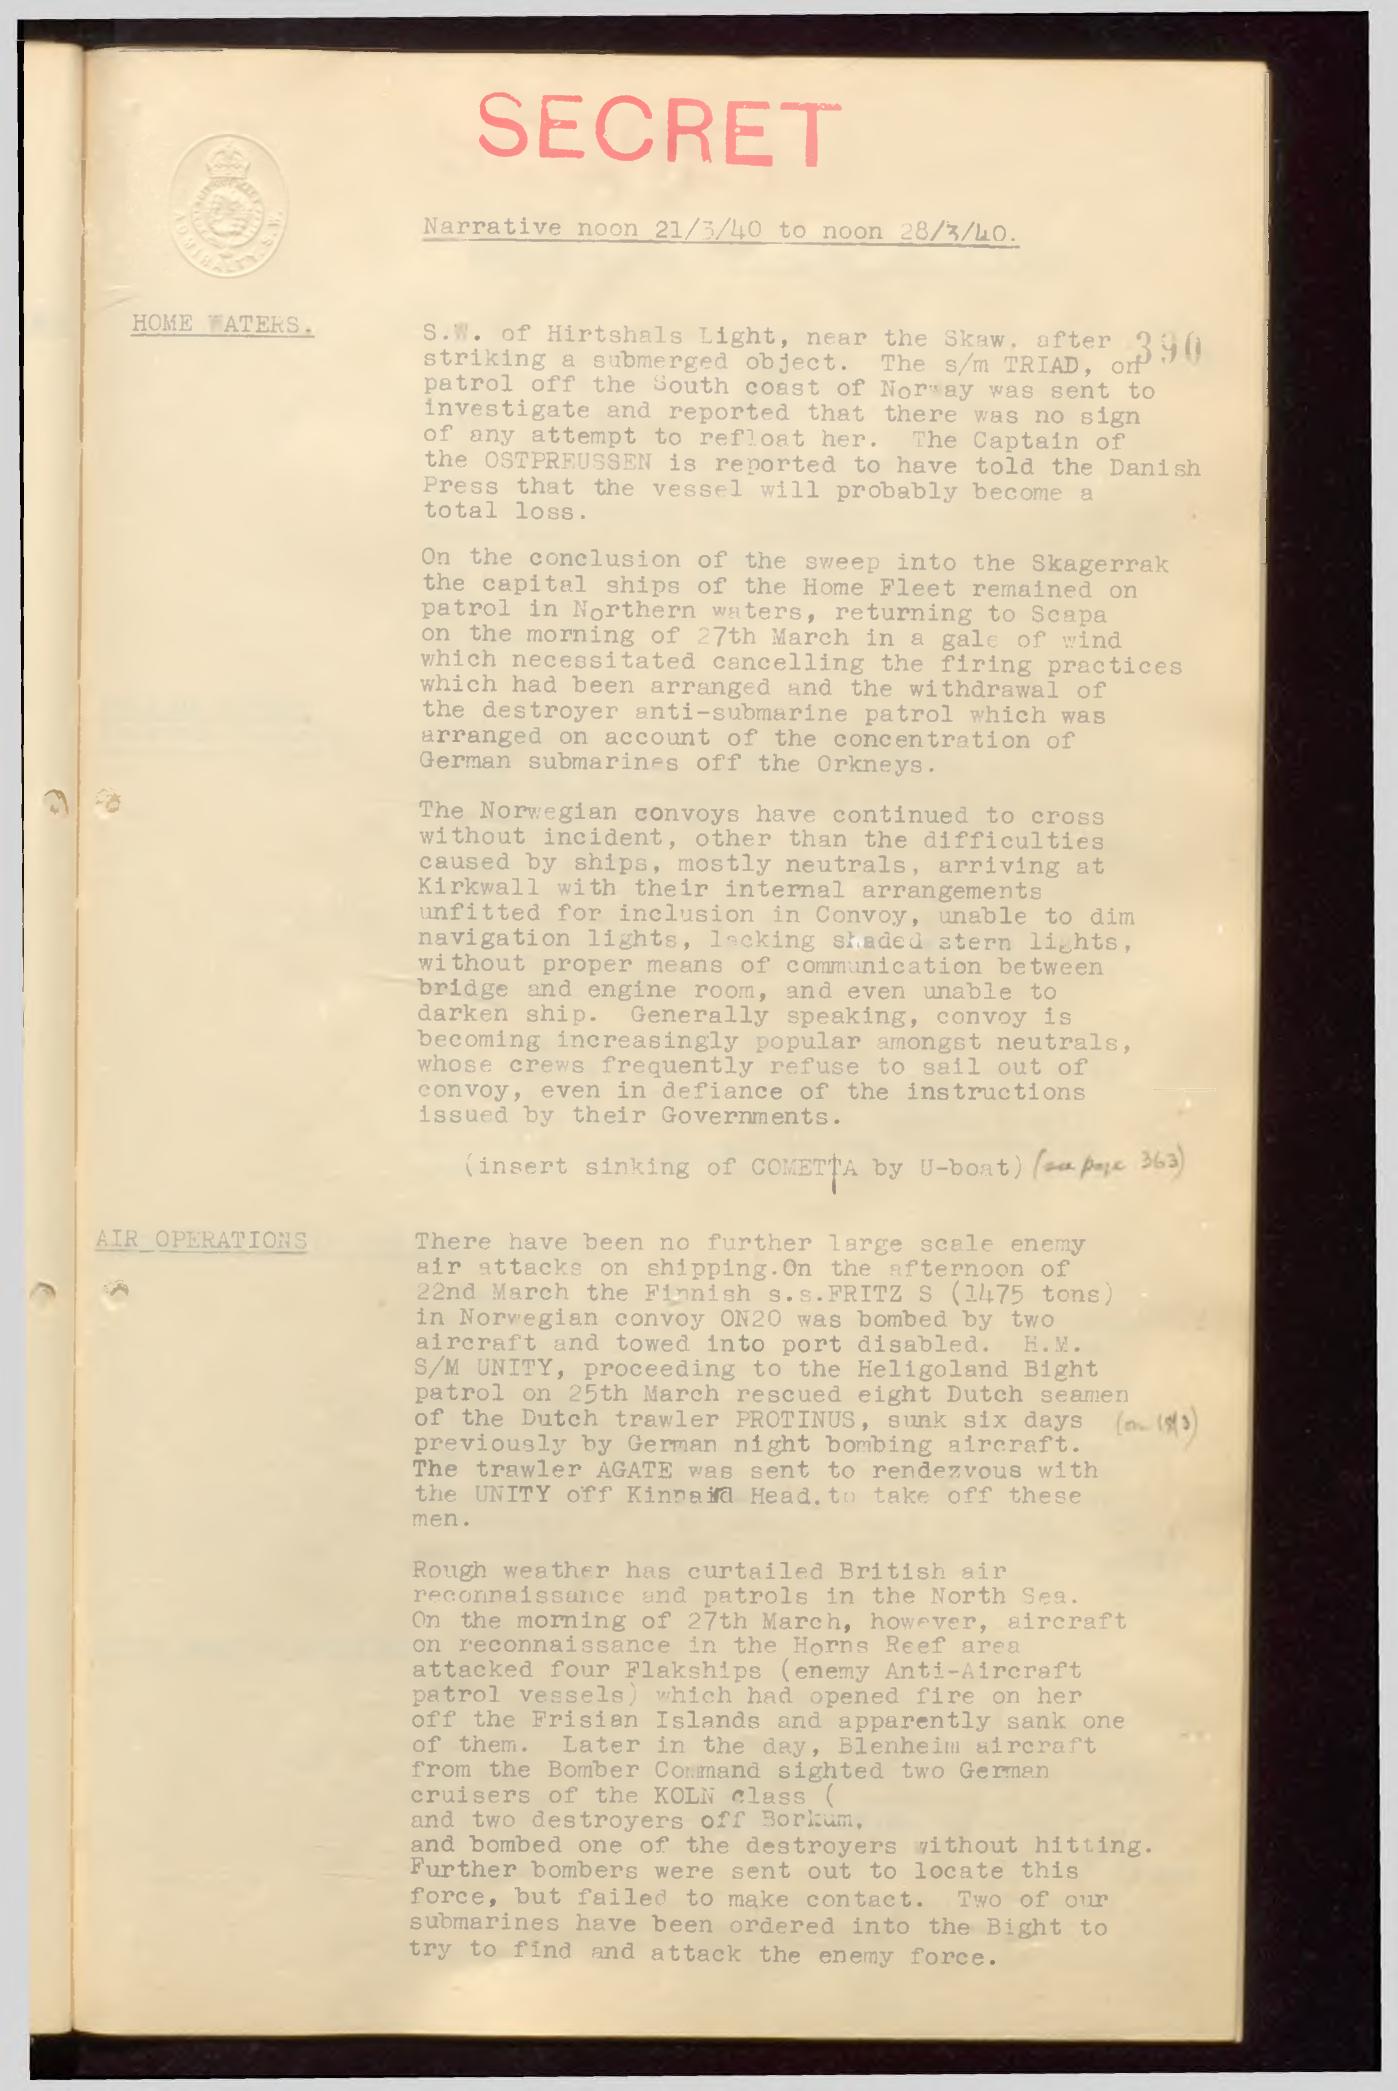 SECRET
ADMIRALTY. S.W.
Narrative noon 21/3/40 to noon 28/3/40.
HOME WATERS.
390
S.W. of Hirtshals Light, near the Skaw, after
striking a submerged object.  The s/m TRIAD, on
patrol off the South coast of Norway was sent to
investigate and reported that there was no sign
of any attempt to refloat her.  The Captain of
the OSTPREUSSEN is reported to have told the Danish
Press that the vessel will probably become a
total loss.
On the conclusion of the sweep into the Skagerrak
the capital ships of the Home Fleet remained on
patrol in Northern waters, returning to Scapa
on the morning of 27th March in a gale of wind
which necessitated cancelling the firing practices
which had been arranged and the withdrawal of
the destroyer anti-submarine patrol which was
arranged on account of the concentration of
German submarines off the Orkneys.
The Norwegian convoys have continued to cross
without incident, other than the difficulties
caused by ships, mostly neutrals, arriving at
Kirkwall with their internal arrangements
unfitted for inclusion in Convoy, unable to dim
navigation lights, lacking shaded stern lights,
without proper means of communication between
bridge and engine room, and even unable to
darken ship.  Generally speaking, convoy is
becoming increasingly popular amongst neutrals,
whose crews frequently refuse to sail out of
convoy, even in defiance of the instructions
issued by their Governments.
(insert sinking of COMETTA by U-boat) (see page 363)
AIR OPERATIONS
There have been no further large scale enemy
air attacks on shipping.On the afternoon of
22nd March the Finnish s.s.FRITZ S (1475 tons)
in Norwegian convoy ON20 was bombed by two
aircraft and towed into port disabled.  H.M.
S/M UNITY, proceeding to the Heligoland Bight
patrol on 25th March rescued eight Dutch seamen
of the Dutch trawler PROTINUS, sunk six days (on 18/3)
previously by German night bombing aircraft.
The trawler AGATE was sent to rendezvous with
the UNITY off Kinnaird Head.to take off these
men.
Rough weather has curtailed British air
reconnaissance and patrols in the North Sea.
On the morning of 27th March, however, aircraft
on reconnaissance in the Horns Reef area
attacked four Flakships (enemy Anti-Aircraft
patrol vessels) which had opened fire on her
off the Frisian Islands and apparently sank one
of them.  Later in the day, Blenheim aircraft
from the Bomber Command sighted two German
cruisers of the KOLN class (
and two destroyers off Borkum,
and bombed one of the destroyers without hitting.
Further bombers were sent out to locate this
force, but failed to make contact.  Two of our
submarines have been ordered into the Bight to
try to find and attack the enemy force.